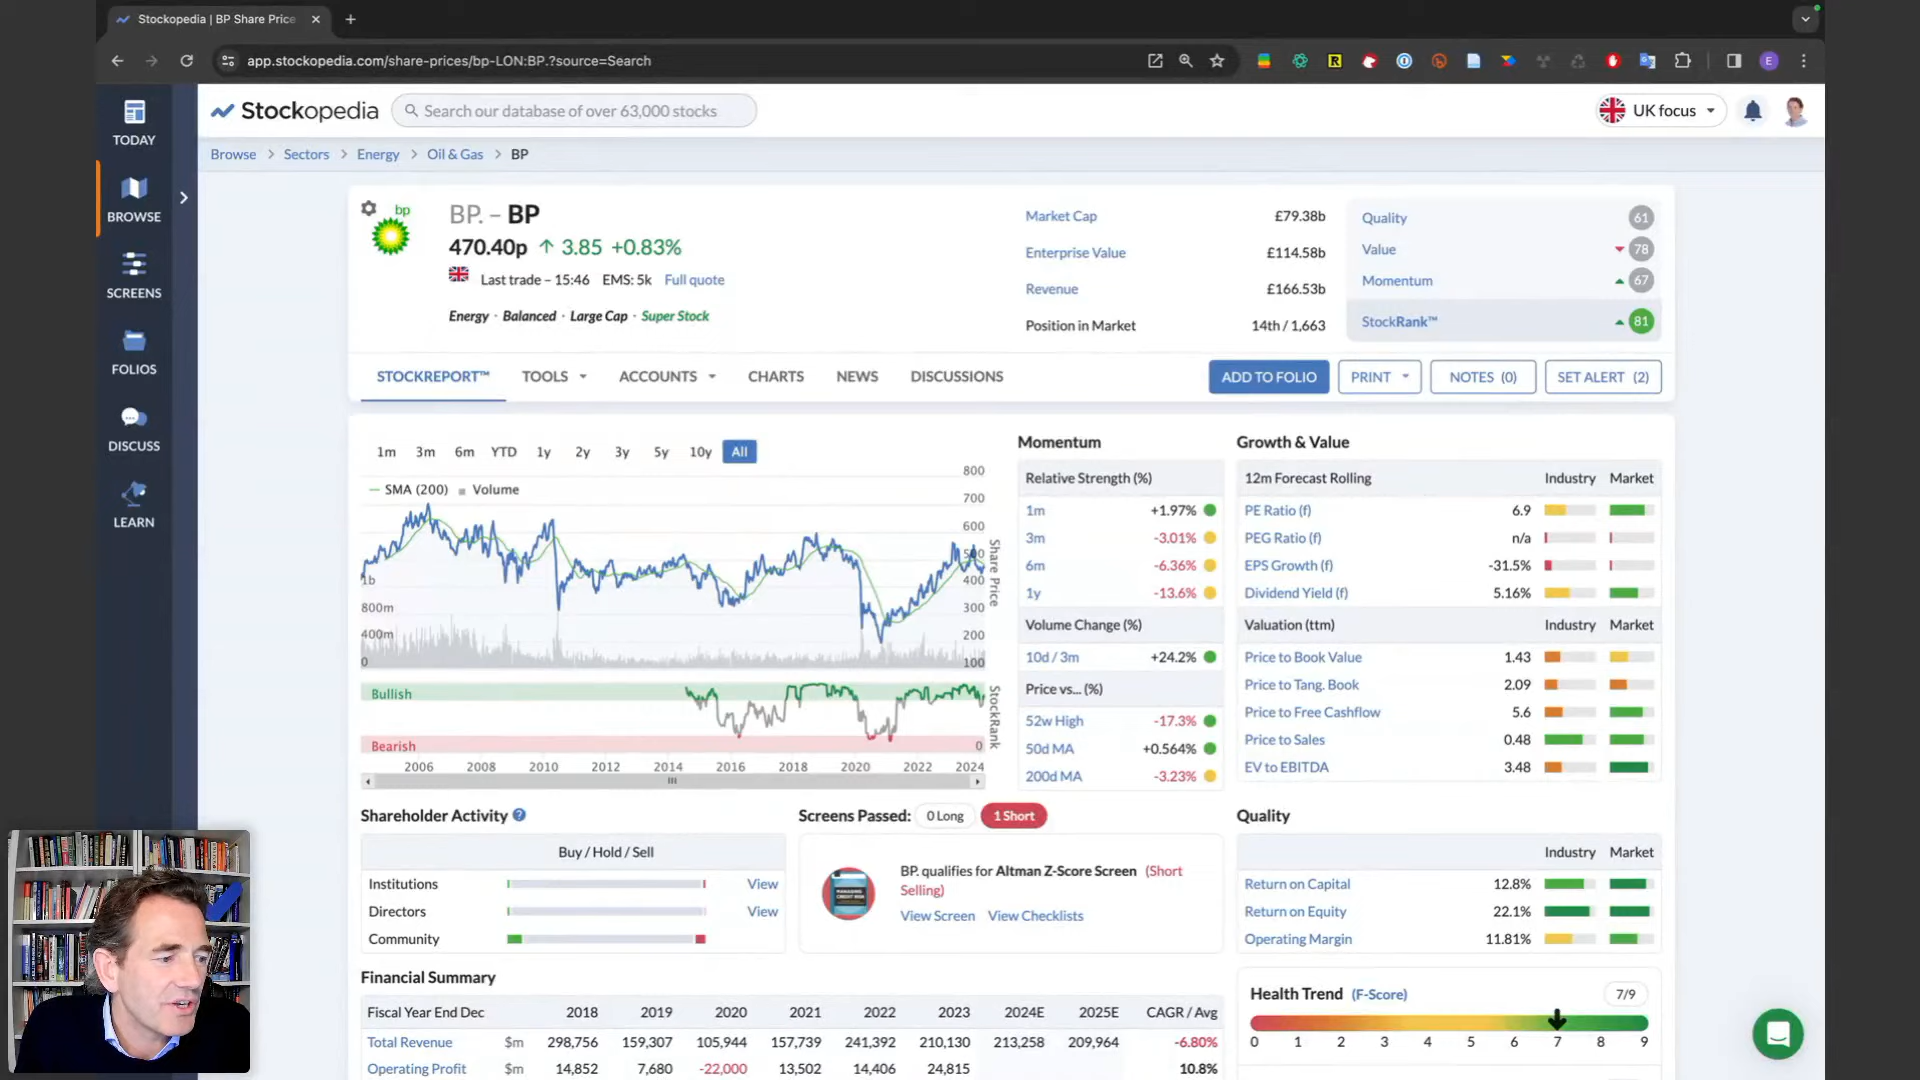 Stockopedia | BP Share Price
app.stockopedia.com/share-prices/bp-LON:BP.?source=Search
TODAY
BROWSE
SCREENS
FOLIOS
DISCUSS
LEARN
Stockopedia
Search our database of over 63,000 stocks
UK focus
Browse > Sectors > Energy > Oil & Gas > BP
bp
BP. – BP
470.40p ↑ 3.85 +0.83%
Last trade – 15:46 EMS: 5k Full quote
Energy · Balanced · Large Cap · Super Stock
Market Cap £79.38b
Enterprise Value £114.58b
Revenue £166.53b
Position in Market 14th / 1,663
Quality 61
Value 78
Momentum 67
StockRank™ 81
STOCKREPORT™ TOOLS ACCOUNTS CHARTS NEWS DISCUSSIONS
ADD TO FOLIO PRINT NOTES (0) SET ALERT (2)
1m 3m 6m YTD 1y 2y 3y 5y 10y All
SMA (200) Volume
800
700
600
500
400
300
200
100
Share Price
1b
800m
400m
0
Bullish
Bearish
0
StockRank
2006 2008 2010 2012 2014 2016 2018 2020 2022 2024
Momentum
Relative Strength (%)
1m +1.97%
3m -3.01%
6m -6.36%
1y -13.6%
Volume Change (%)
10d / 3m +24.2%
Price vs... (%)
52w High -17.3%
50d MA +0.564%
200d MA -3.23%
Growth & Value
12m Forecast Rolling Industry Market
PE Ratio (f) 6.9
PEG Ratio (f) n/a
EPS Growth (f) -31.5%
Dividend Yield (f) 5.16%
Valuation (ttm) Industry Market
Price to Book Value 1.43
Price to Tang. Book 2.09
Price to Free Cashflow 5.6
Price to Sales 0.48
EV to EBITDA 3.48
Shareholder Activity
Buy / Hold / Sell
Institutions View
Directors View
Community
Screens Passed: 0 Long 1 Short
MANAGING
CREDIT RISK
BP. qualifies for Altman Z-Score Screen (Short
Selling)
View Screen View Checklists
Quality
Industry Market
Return on Capital 12.8%
Return on Equity 22.1%
Operating Margin 11.81%
Financial Summary
Fiscal Year End Dec 2018 2019 2020 2021 2022 2023 2024E 2025E CAGR / Avg
Total Revenue $m 298,756 159,307 105,944 157,739 241,392 210,130 213,258 209,964 -6.80%
Operating Profit $m 14,852 7,680 -22,000 13,502 14,406 24,815 10.8%
Health Trend (F-Score) 7/9
0 1 2 3 4 5 6 7 8 9